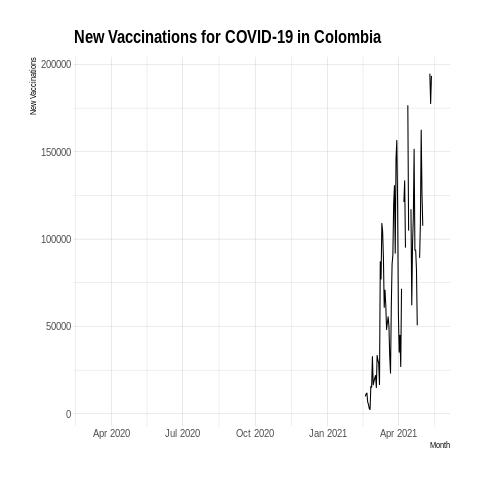 New Vaccinations for COVID-19 in Colombia
New Vaccinations
200000
150000
100000
50000
0
Apr 2020 Jul 2020 Oct 2020 Jan 2021 Apr 2021
Month